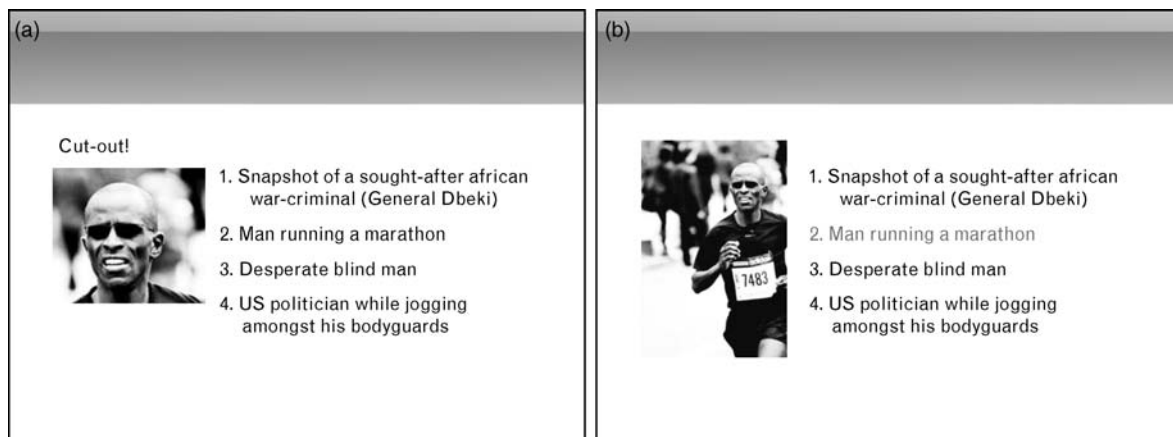 (a)
Cut-out!
1. Snapshot of a sought-after african
war-criminal (General Dbeki)
2. Man running a marathon
3. Desperate blind man
4. US politician while jogging
amongst his bodyguards
(b)
7483
1. Snapshot of a sought-after african
war-criminal (General Dbeki)
2. Man running a marathon
3. Desperate blind man
4. US politician while jogging
amongst his bodyguards